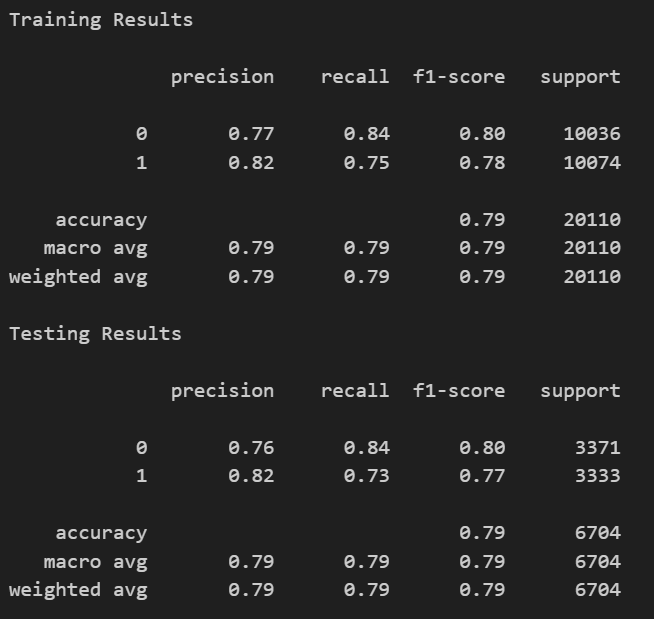 Training Results
precision recall f1-score support
0 0.77 0.84 0.80 10036
1 0.82 0.75 0.78 10074
accuracy 0.79 20110
macro avg 0.79 0.79 0.79 20110
weighted avg 0.79 0.79 0.79 20110
Testing Results
precision recall f1-score support
0 0.76 0.84 0.80 3371
1 0.82 0.73 0.77 3333
accuracy 0.79 6704
macro avg 0.79 0.79 0.79 6704
weighted avg 0.79 0.79 0.79 6704